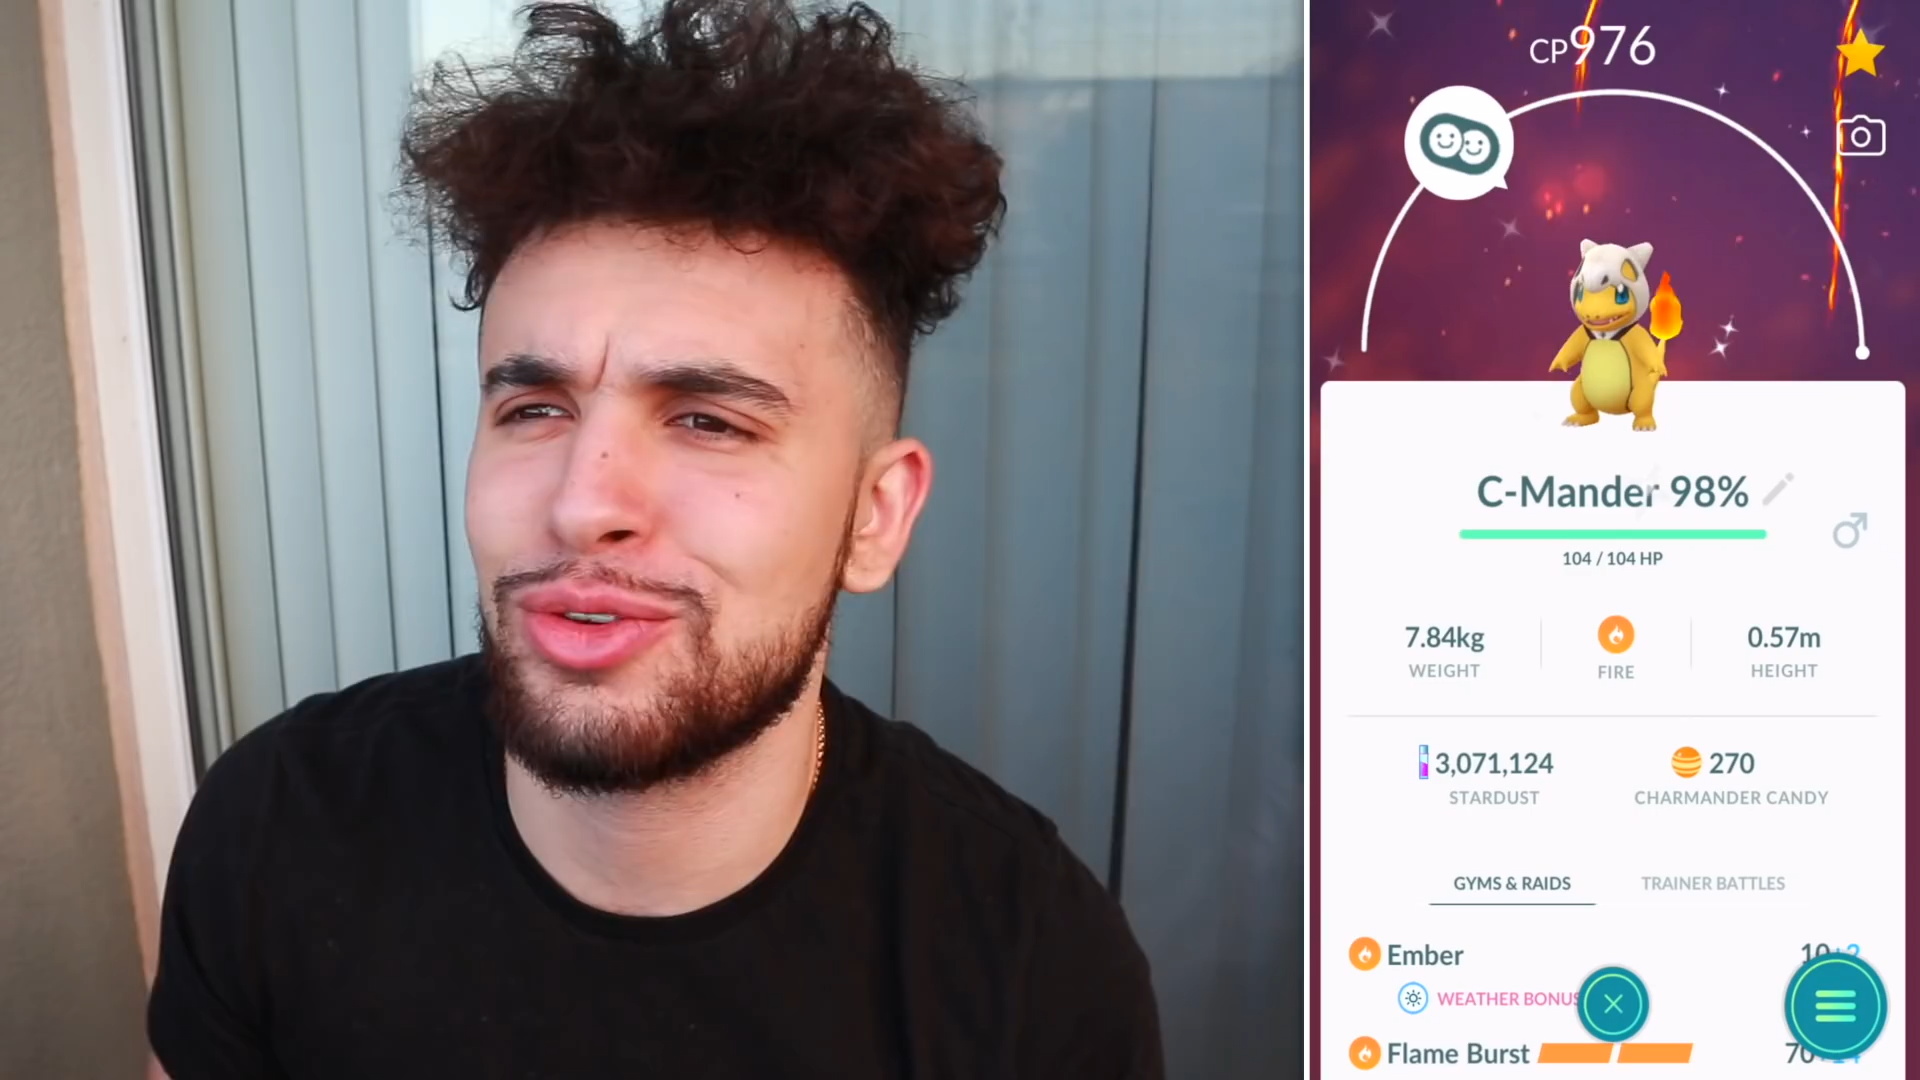 CP976
C-Mander 98%
104 / 104 HP
7.84kg
WEIGHT
FIRE
0.57m
HEIGHT
3,071,124
STARDUST
270
CHARMANDER CANDY
GYMS & RAIDS
TRAINER BATTLES
Ember
WEATHER BONUS
Flame Burst